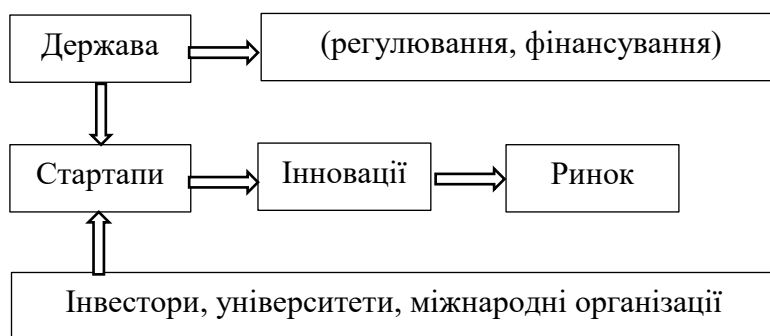 Держава
(регулювання, фінансування)
Стартапи
Інновації
Ринок
Інвестори, університети, міжнародні організації